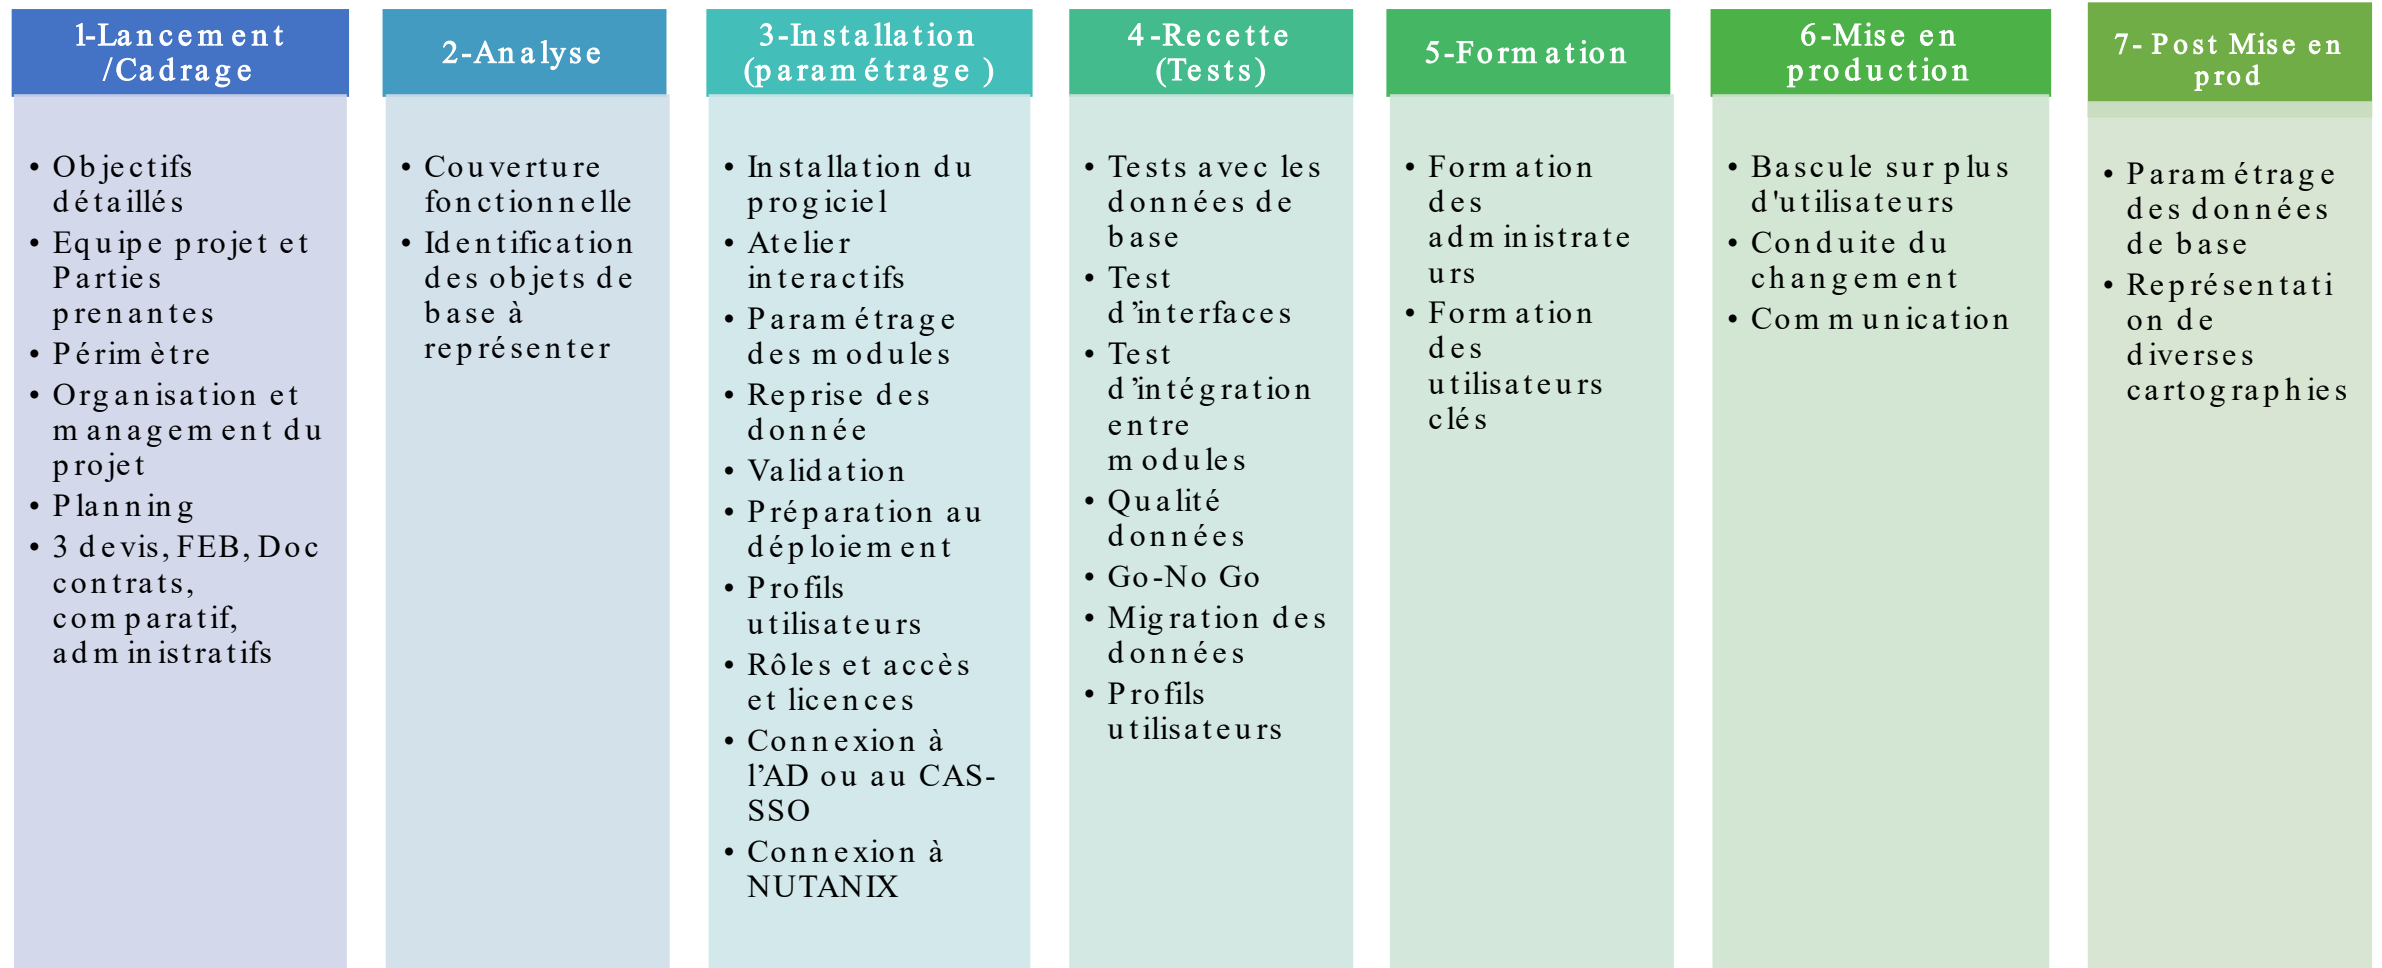 1-Lancement
/Cadrage
• Objectifs
détaillés
• Equipe projet et
Parties
prenantes
• Périmètre
• Organisation et
management du
projet
• Planning
• 3 devis, FEB, Doc
contrats,
comparatif,
administratifs
2-Analyse
• Couverture
fonctionnelle
• Identification
des objets de
base à
représenter
3-Installation
(paramétrage )
• Installation du
progiciel
• Atelier
interactifs
• Paramétrage
des modules
• Reprise des
donnée
• Validation
• Préparation au
déploiement
• Profils
utilisateurs
• Rôles et accès
et licences
• Connexion à
l’AD ou au CAS-
SSO
• Connexion à
NUTANIX
4-Recette
(Tests)
• Tests avec les
données de
base
• Test
d’interfaces
• Test
d’intégration
entre
modules
• Qualité
données
• Go-No Go
• Migration des
données
• Profils
utilisateurs
5-Formation
• Formation
des
administrate
urs
• Formation
des
utilisateurs
clés
6-Mise en
production
• Bascule sur plus
d'utilisateurs
• Conduite du
changement
• Communication
7- Post Mise en
prod
• Paramétrage
des données
de base
• Représentati
on de
diverses
cartographies